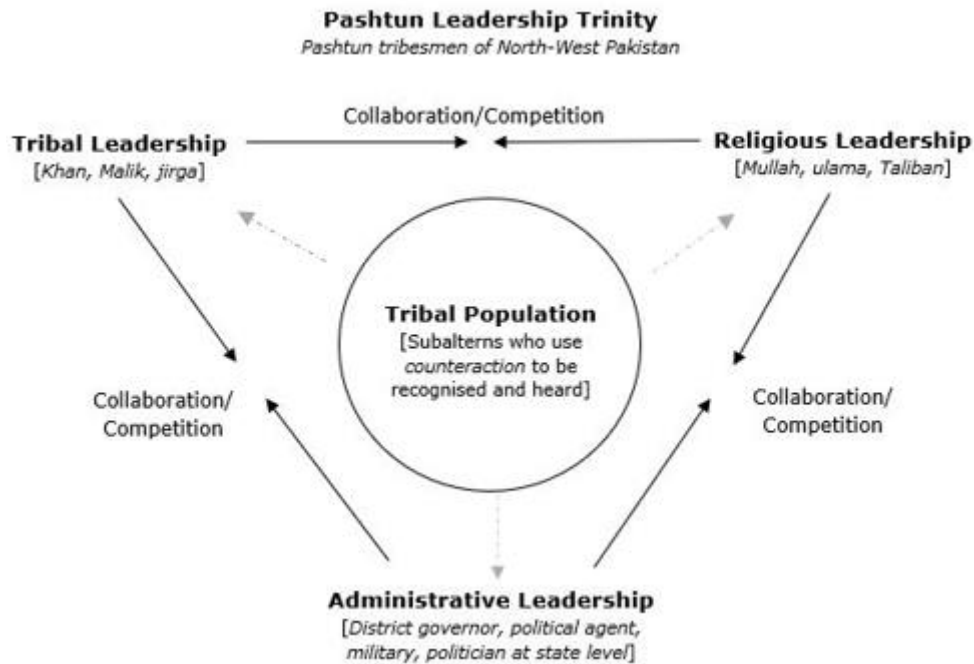 Pashtun Leadership Trinity
Pashtun tribesmen of North-West Pakistan
Collaboration/Competition
Tribal Leadership
[Khan, Malik, jirga]
Religious Leadership
[Mullah, ulama, Taliban]
Tribal Population
[Subalterns who use
counteraction to be
recognised and heard]
Collaboration/
Competition
Collaboration/
Competition
Administrative Leadership
[District governor, political agent,
military, politician at state level]